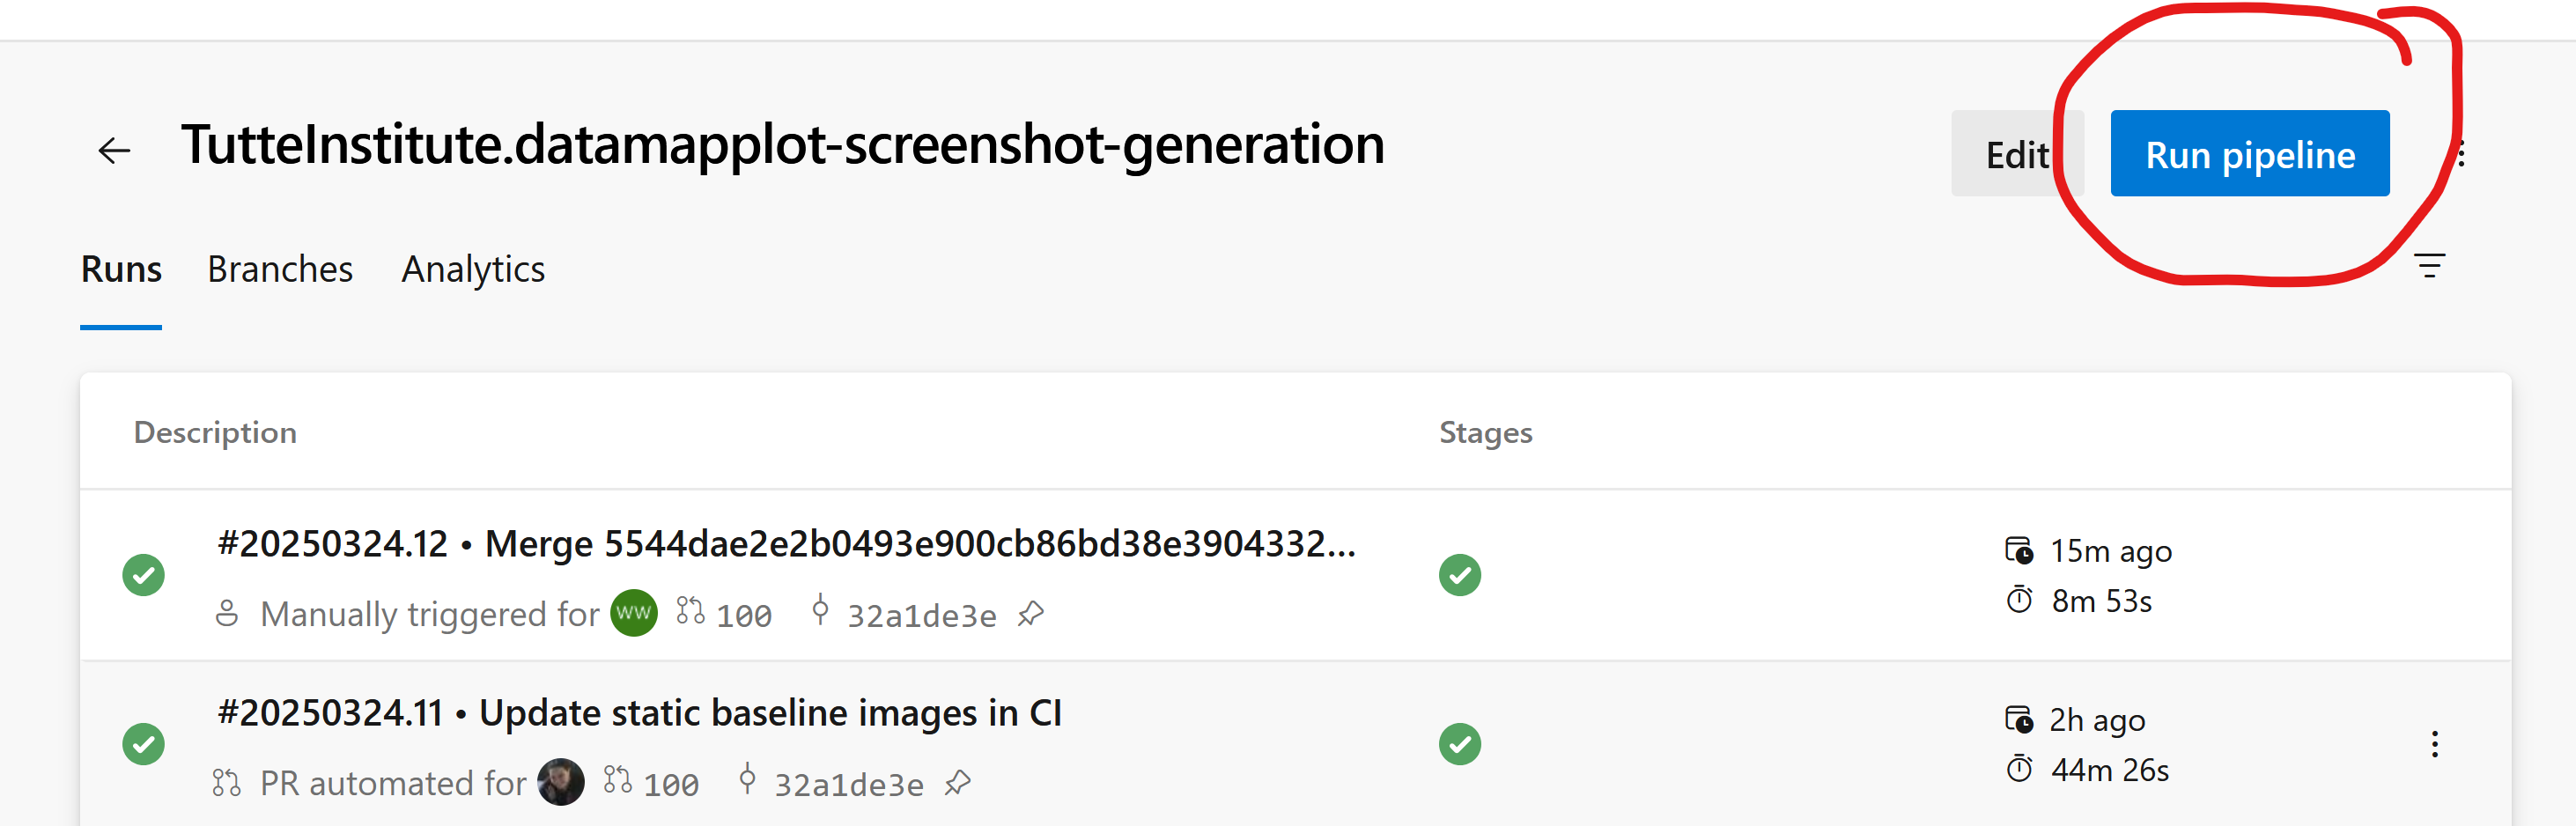 TutteInstitute.datamapplot-screenshot-generation
Edit
Run pipeline
Runs
Branches
Analytics
Description
Stages
#20250324.12 • Merge 5544dae2e2b0493e900cb86bd38e3904332...
15m ago
Manually triggered for WW 100 32a1de3e
8m 53s
#20250324.11 • Update static baseline images in CI
2h ago
PR automated for 100 32a1de3e
44m 26s